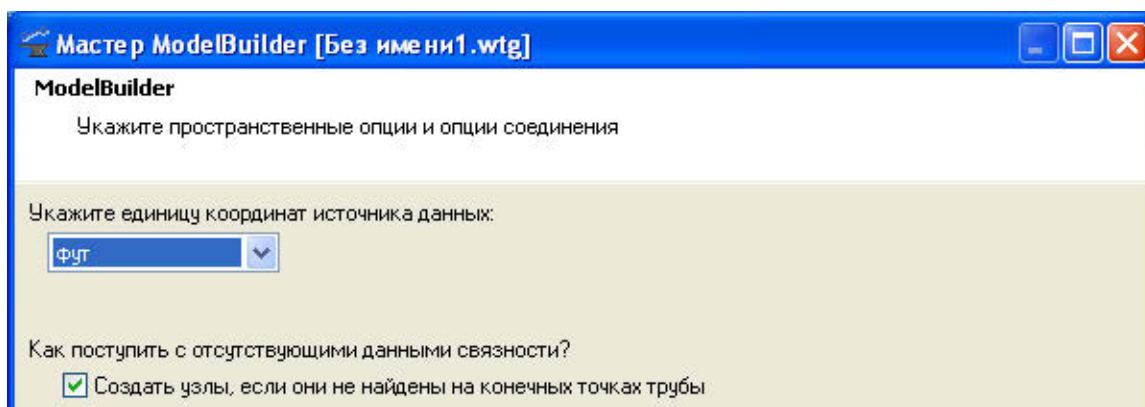 Мастер ModelBuilder [Без имени1.wtg]
ModelBuilder
Укажите пространственные опции и опции соединения
Укажите единицу координат источника данных:
фут
Как поступить с отсутствующими данными связности?
Создать узлы, если они не найдены на конечных точках трубы